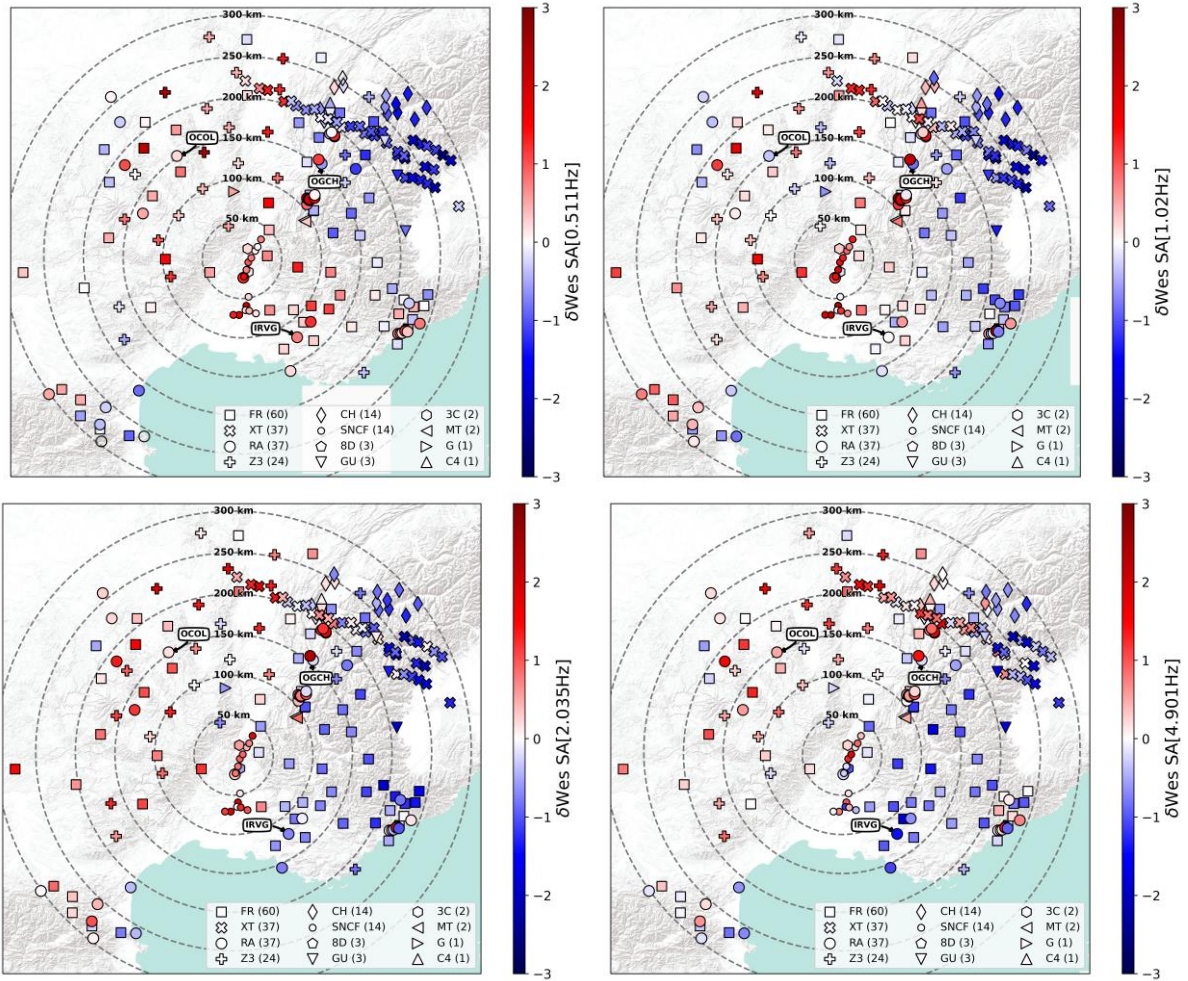 300 km
250 km
200 km
150 km
100 km
50 km
OCOL
OGCH
IRVG
FR (60) CH (14) 3C (2)
XT (37) SNCF (14) MT (2)
RA (37) 8D (3) G (1)
Z3 (24) GU (3) C4 (1)
3
2
1
0
−1
−2
−3
δWes SA[0.511Hz]
300 km
250 km
200 km
150 km
100 km
50 km
OCOL
OGCH
IRVG
FR (60) CH (14) 3C (2)
XT (37) SNCF (14) MT (2)
RA (37) 8D (3) G (1)
Z3 (24) GU (3) C4 (1)
3
2
1
0
−1
−2
−3
δWes SA[1.02Hz]
300 km
250 km
200 km
150 km
100 km
50 km
OCOL
OGCH
IRVG
FR (60) CH (14) 3C (2)
XT (37) SNCF (14) MT (2)
RA (37) 8D (3) G (1)
Z3 (24) GU (3) C4 (1)
3
2
1
0
−1
−2
−3
δWes SA[2.035Hz]
300 km
250 km
200 km
150 km
100 km
50 km
OCOL
OGCH
IRVG
FR (60) CH (14) 3C (2)
XT (37) SNCF (14) MT (2)
RA (37) 8D (3) G (1)
Z3 (24) GU (3) C4 (1)
3
2
1
0
−1
−2
−3
δWes SA[4.901Hz]